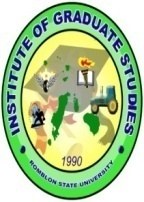 INSTITUTE OF GRADUATE STUDIES
1990
ROMBLON STATE UNIVERSITY